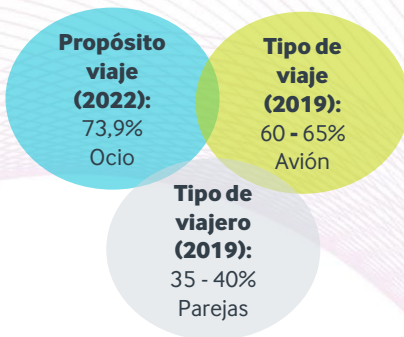 Propósito
viaje
(2022):
73,9%
Ocio
Tipo de
viaje
(2019):
60 - 65%
Avión
Tipo de
viajero
(2019):
35 - 40%
Parejas